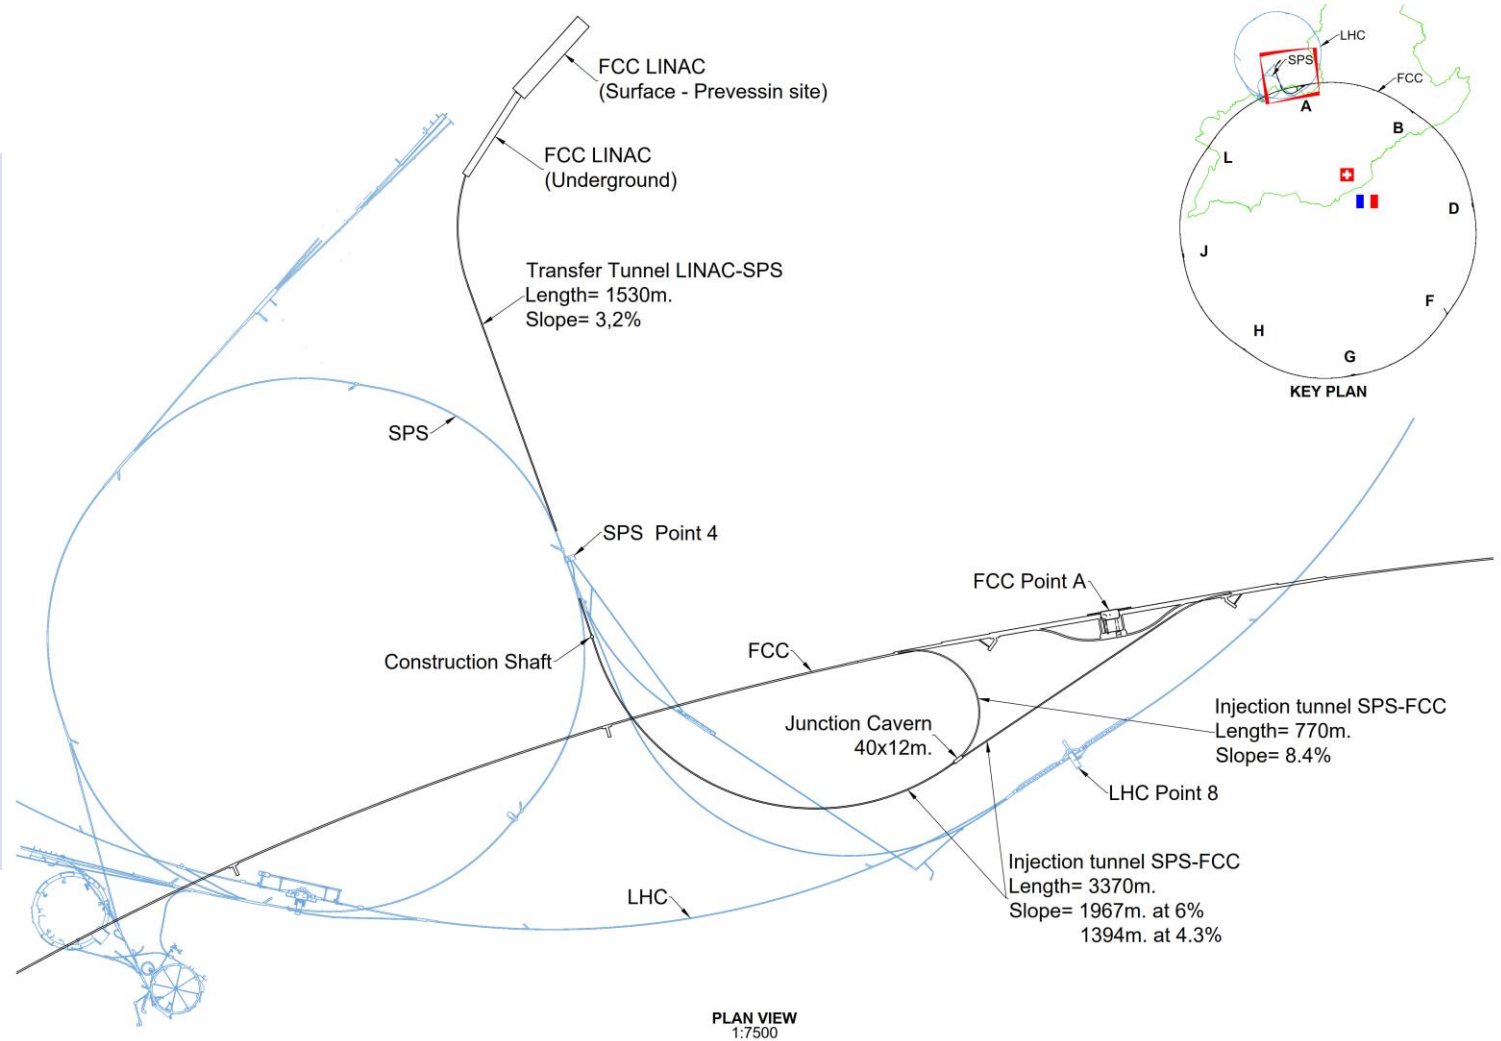 FCC LINAC
(Surface - Prevessin site)
FCC LINAC
(Underground)
Transfer Tunnel LINAC-SPS
Length= 1530m.
Slope= 3,2%
SPS
SPS Point 4
Construction Shaft
FCC
FCC Point A
Junction Cavern
40x12m.
Injection tunnel SPS-FCC
Length= 770m.
Slope= 8.4%
LHC Point 8
Injection tunnel SPS-FCC
Length= 3370m.
Slope= 1967m. at 6%
1394m. at 4.3%
LHC
PLAN VIEW
1:7500
LHC
SPS
FCC
A
B
L
D
J
F
H
G
KEY PLAN